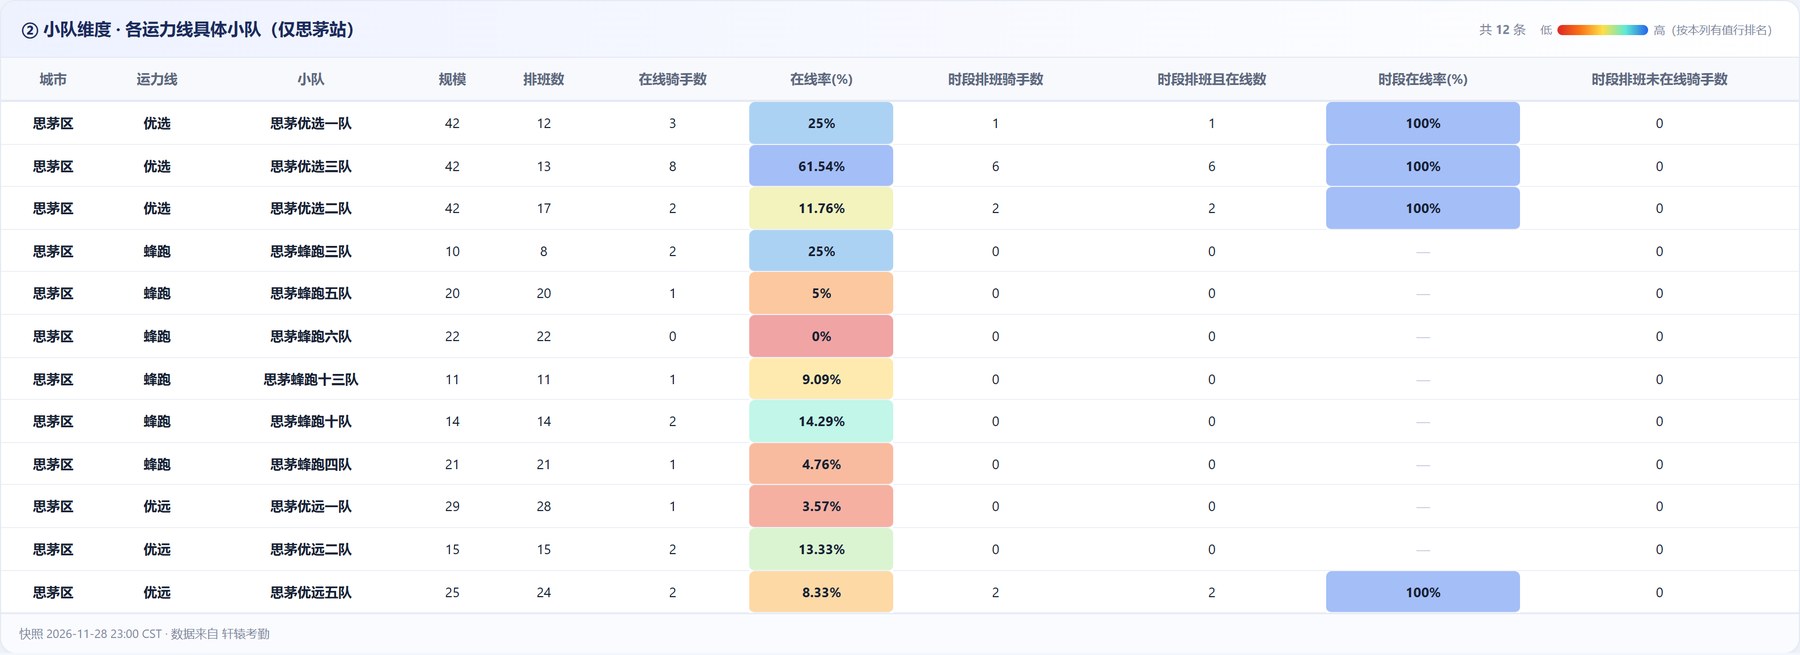 ② 小队维度 · 各运力线具体小队（仅思茅站）
共 12 条 低 高 (按本列有值行排名)
城市 运力线 小队 规模 排班数 在线骑手数 在线率(%) 时段排班骑手数 时段排班且在线数 时段在线率(%) 时段排班未在线骑手数
思茅区 优选 思茅优选一队 42 12 3 25% 1 1 100% 0
思茅区 优选 思茅优选三队 42 13 8 61.54% 6 6 100% 0
思茅区 优选 思茅优选二队 42 17 2 11.76% 2 2 100% 0
思茅区 蜂跑 思茅蜂跑三队 10 8 2 25% 0 0 — 0
思茅区 蜂跑 思茅蜂跑五队 20 20 1 5% 0 0 — 0
思茅区 蜂跑 思茅蜂跑六队 22 22 0 0% 0 0 — 0
思茅区 蜂跑 思茅蜂跑十三队 11 11 1 9.09% 0 0 — 0
思茅区 蜂跑 思茅蜂跑十队 14 14 2 14.29% 0 0 — 0
思茅区 蜂跑 思茅蜂跑四队 21 21 1 4.76% 0 0 — 0
思茅区 优远 思茅优远一队 29 28 1 3.57% 0 0 — 0
思茅区 优远 思茅优远二队 15 15 2 13.33% 0 0 — 0
思茅区 优远 思茅优远五队 25 24 2 8.33% 2 2 100% 0
快照 2026-11-28 23:00 CST · 数据来自 轩辕考勤